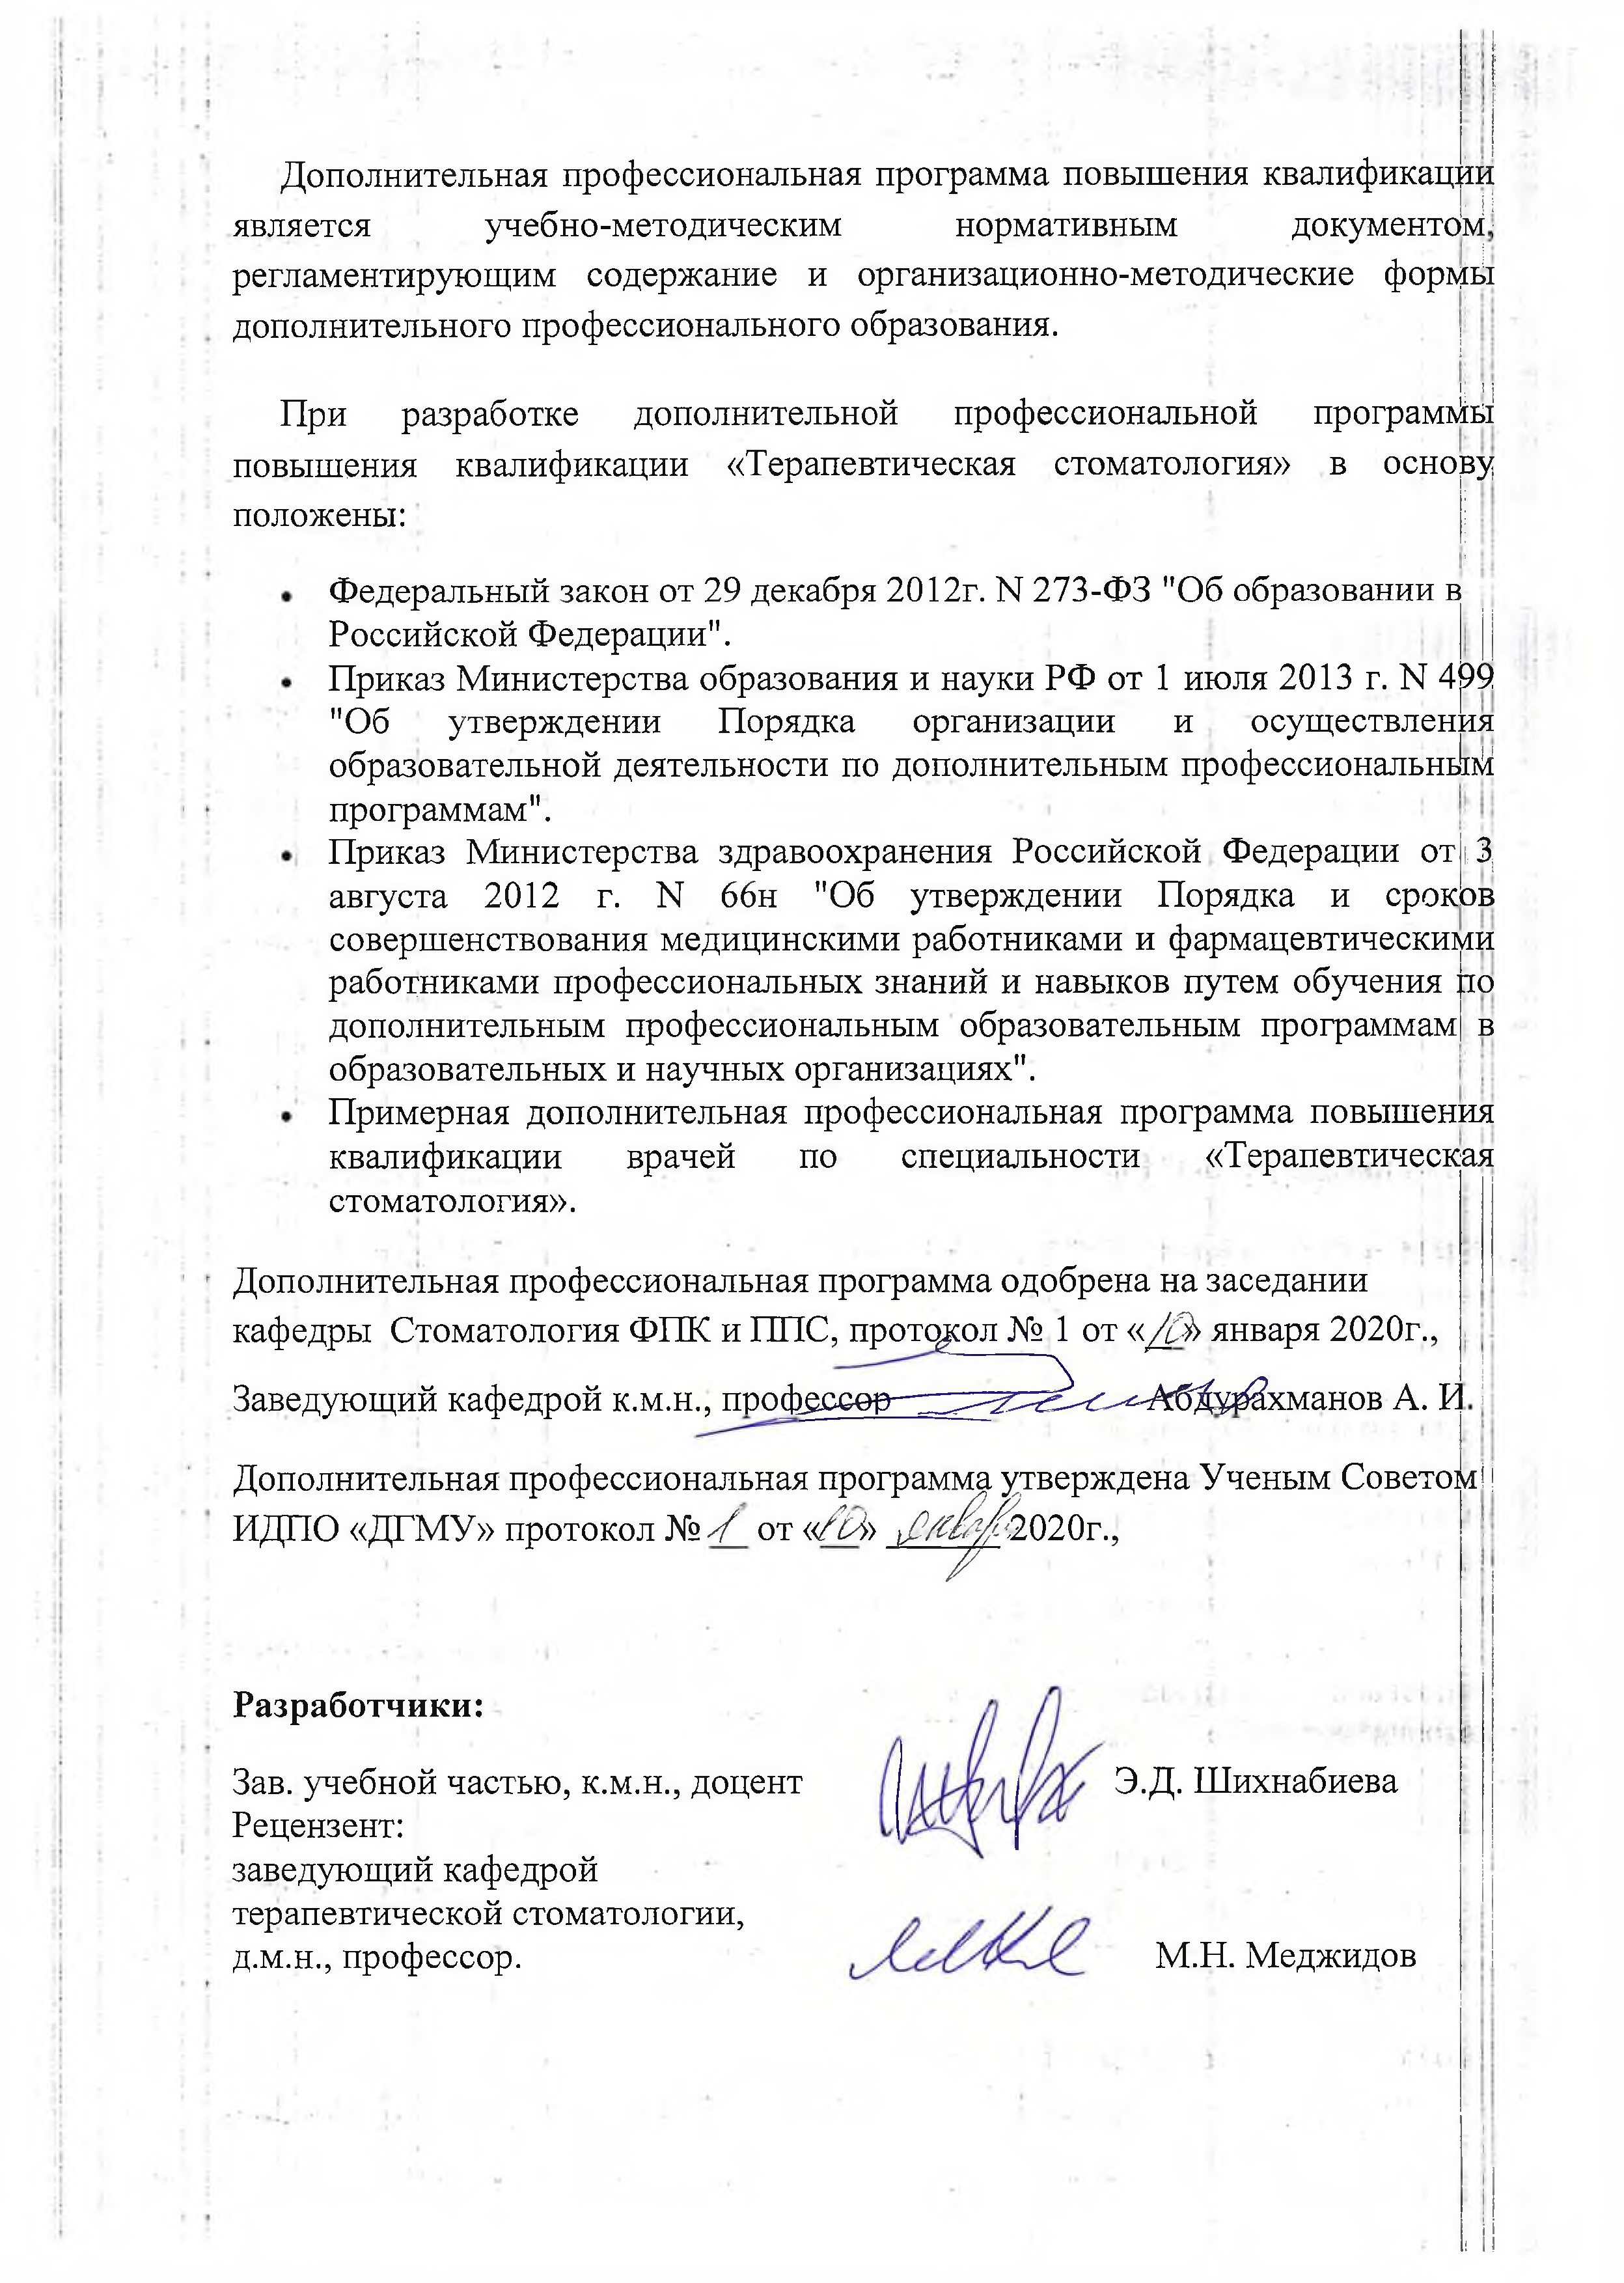 Дополнительная профессиональная программа повышения квалификации
является учебно-методическим нормативным документом,
регламентирующим содержание и организационно-методические формы
дополнительного профессионального образования.
При разработке дополнительной профессиональной программы
повышения квалификации «Терапевтическая стоматология» в основу
положены:
• Федеральный закон от 29 декабря 2012г. N 273-ФЗ "Об образовании в
Российской Федерации".
• Приказ Министерства образования и науки РФ от 1 июля 2013 г. N 499
"Об утверждении Порядка организации и осуществления
образовательной деятельности по дополнительным профессиональным
программам".
• Приказ Министерства здравоохранения Российской Федерации от 3
августа 2012 г. N 66н "Об утверждении Порядка и сроков
совершенствования медицинскими работниками и фармацевтическими
работниками профессиональных знаний и навыков путем обучения по
дополнительным профессиональным образовательным программам в
образовательных и научных организациях".
• Примерная дополнительная профессиональная программа повышения
квалификации врачей по специальности «Терапевтическая
стоматология».
Дополнительная профессиональная программа одобрена на заседании
кафедры Стоматология ФПК и ППС, протокол № 1 от «10» января 2020г.,
Заведующий кафедрой к.м.н., профессор Абдурахманов А. И.
Дополнительная профессиональная программа утверждена Ученым Советом
ИДПО «ДГМУ» протокол № 1 от «10» января 2020г.,
Разработчики:
Зав. учебной частью, к.м.н., доцент Э.Д. Шихнабиева
Рецензент:
заведующий кафедрой
терапевтической стоматологии,
д.м.н., профессор. М.Н. Меджидов